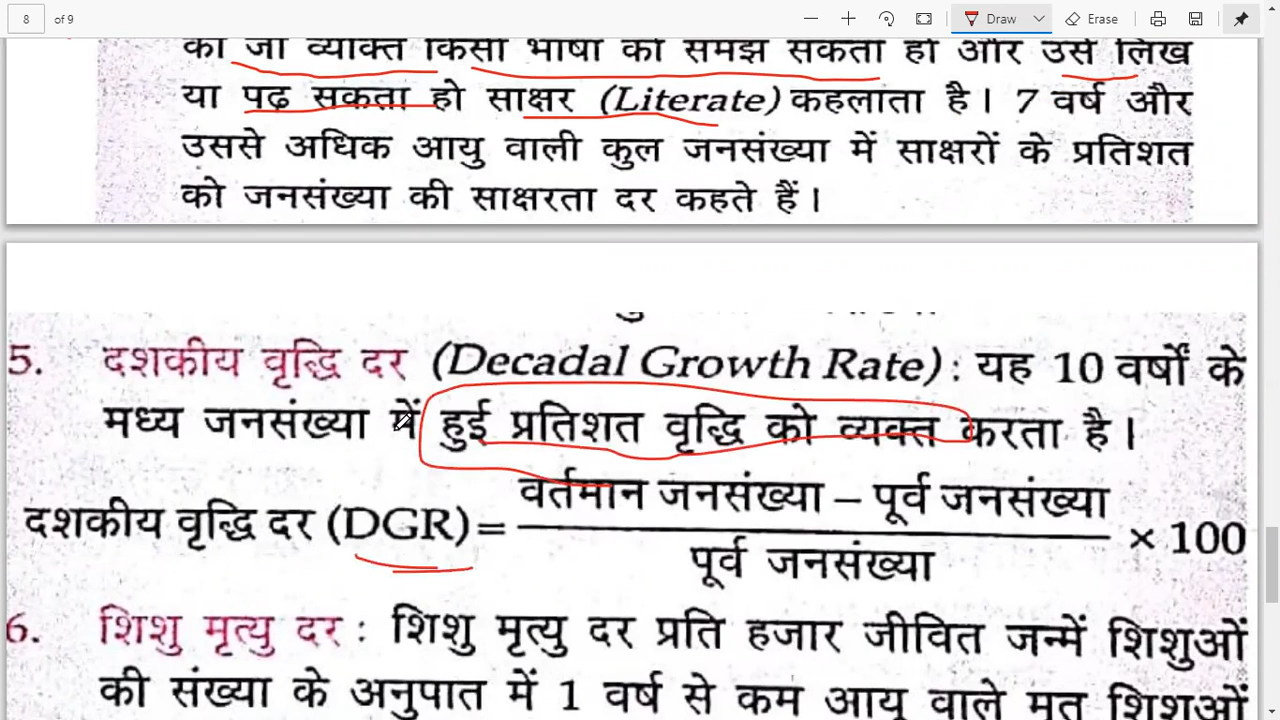 8 of 9 Draw Erase
को जो व्यक्ति किसी भाषा को समझ सकता हो और उसे लिख
या पढ़ सकता हो साक्षर (Literate) कहलाता है। 7 वर्ष और
उससे अधिक आयु वाली कुल जनसंख्या में साक्षरों के प्रतिशत
को जनसंख्या की साक्षरता दर कहते हैं।
5. दशकीय वृद्धि दर (Decadal Growth Rate) : यह 10 वर्षों के
मध्य जनसंख्या में हुई प्रतिशत वृद्धि को व्यक्त करता है।
दशकीय वृद्धि दर (DGR) = वर्तमान जनसंख्या – पूर्व जनसंख्या
पूर्व जनसंख्या × 100
6. शिशु मृत्यु दर : शिशु मृत्यु दर प्रति हजार जीवित जन्में शिशुओं
की संख्या के अनुपात में 1 वर्ष से कम आयु वाले मृत शिशुओं